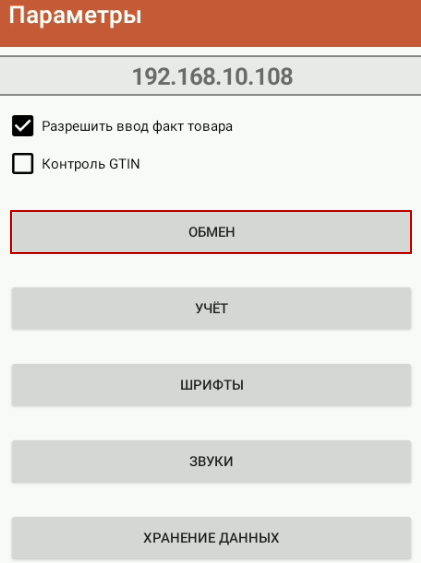 Параметры
192.168.10.108
Разрешить ввод факт товара
Контроль GTIN
ОБМЕН
УЧЁТ
ШРИФТЫ
ЗВУКИ
ХРАНЕНИЕ ДАННЫХ